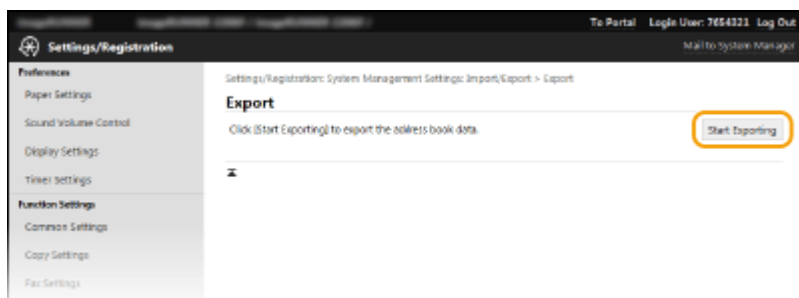 To Portal Login User: 7654321 Log Out
Settings/Registration
Mail to System Manager
Preferences
Paper Settings
Sound Volume Control
Display Settings
Timer Settings
Function Settings
Common Settings
Copy Settings
Fax Settings
Settings/Registration: System Management Settings: Import/Export > Export
Export
Click [Start Exporting] to export the address book data.
Start Exporting